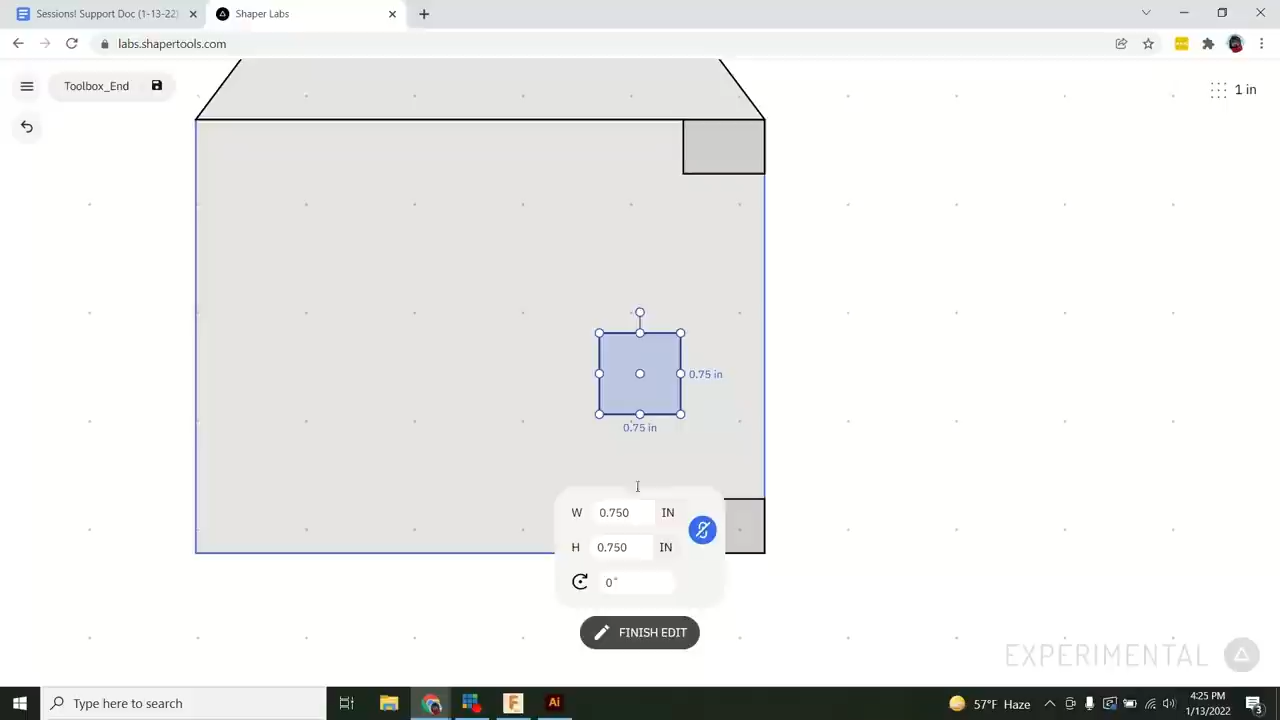 Sessions! Support Doc (1-13-22)
Shaper Labs
labs.shapertools.com
Toolbox_End
1 in
0.75 in
0.75 in
W 0.750 IN
H 0.750 IN
0°
FINISH EDIT
EXPERIMENTAL
Type here to search
Ai
57°F Haze
4:25 PM
1/13/2022
3